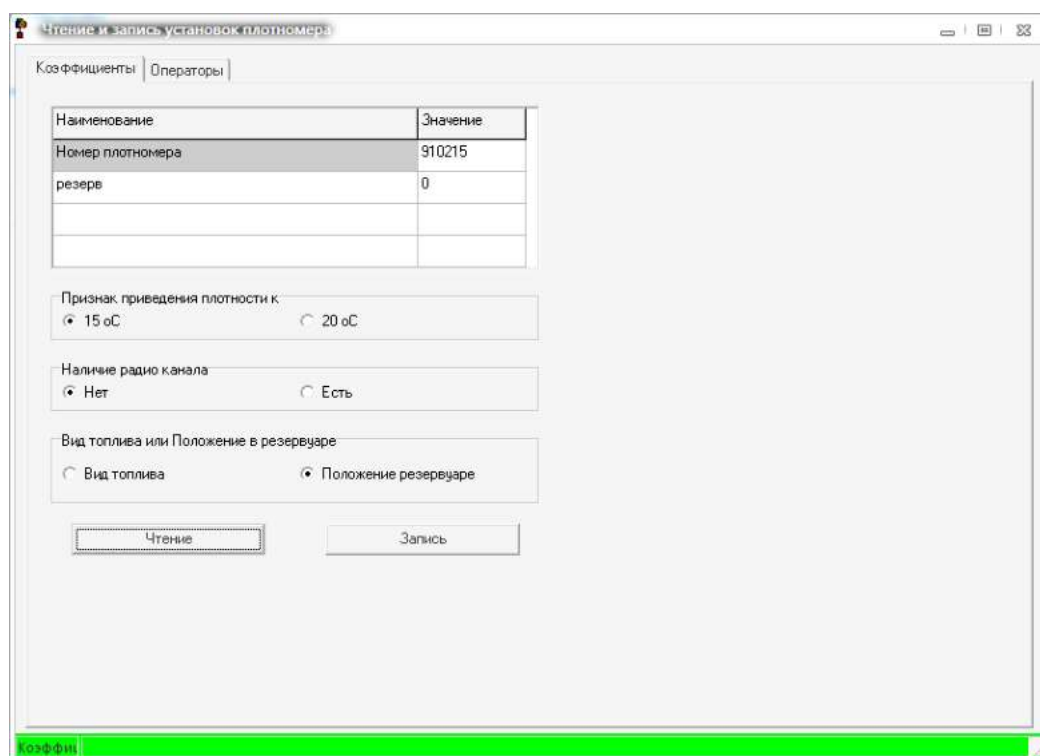 Чтение и запись установок плотномера
Коэффициенты Операторы
Наименование Значение
Номер плотномера 910215
резерв 0
Признак приведения плотности к
15 оС 20 оС
Наличие радио канала
Нет Есть
Вид топлива или Положение в резервуаре
Вид топлива Положение резервуаре
Чтение Запись
Коэффиц